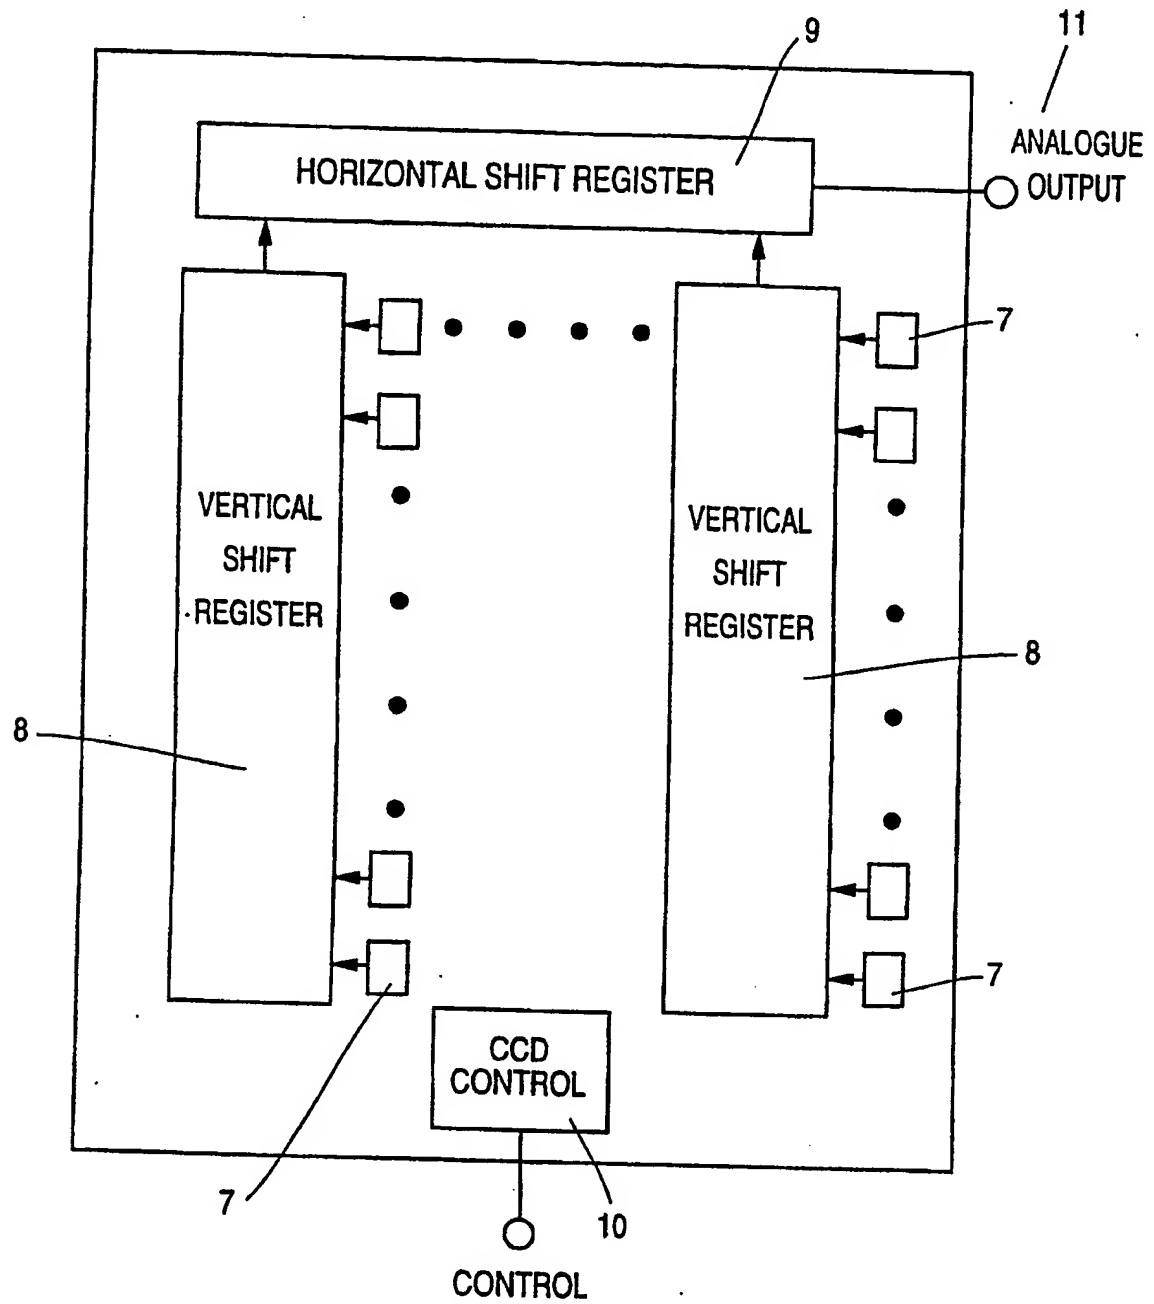 9
11
ANALOGUE
OUTPUT
HORIZONTAL SHIFT REGISTER
7
VERTICAL
SHIFT
REGISTER
VERTICAL
SHIFT
REGISTER
8
8
7
CCD
CONTROL
7
10
CONTROL